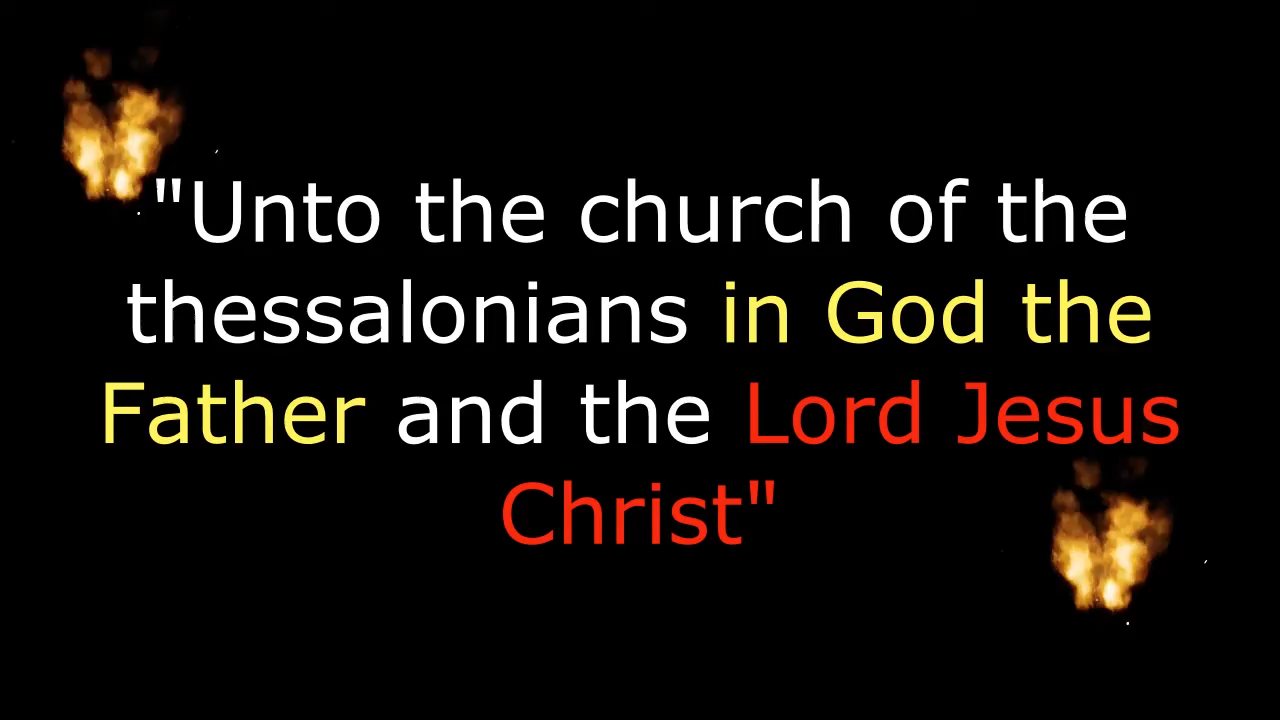 "Unto the church of the
thessalonians in God the
Father and the Lord Jesus
Christ"